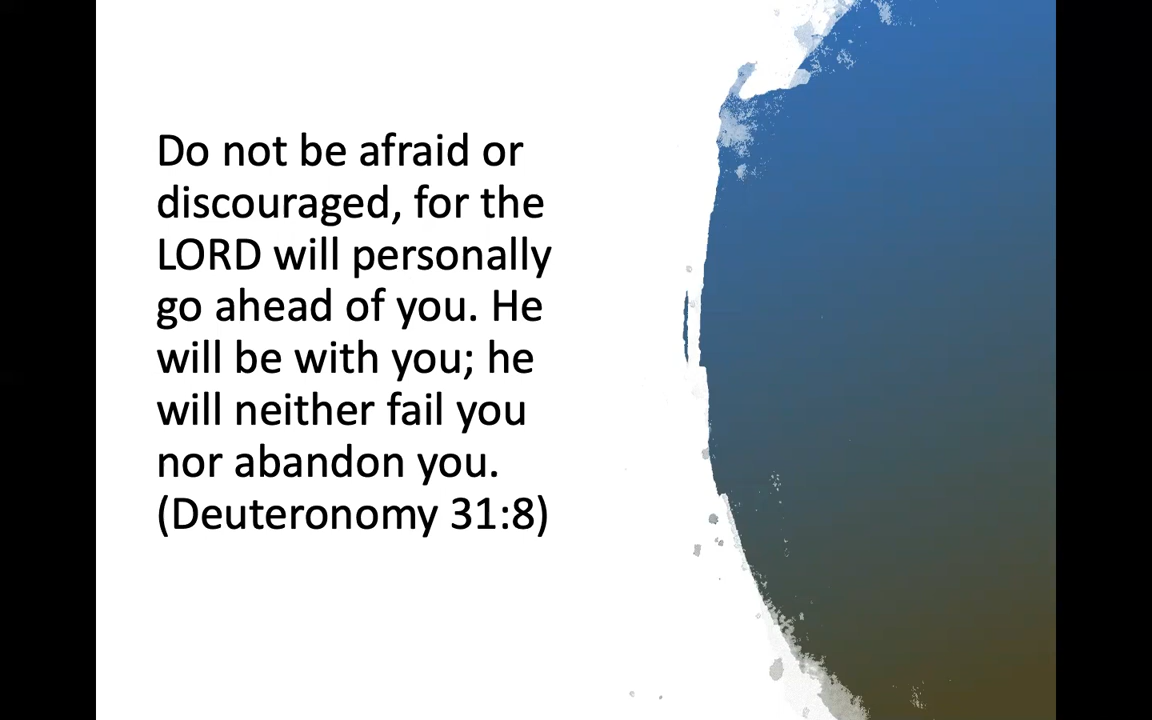 Do not be afraid or
discouraged, for the
LORD will personally
go ahead of you. He
will be with you; he
will neither fail you
nor abandon you.
(Deuteronomy 31:8)